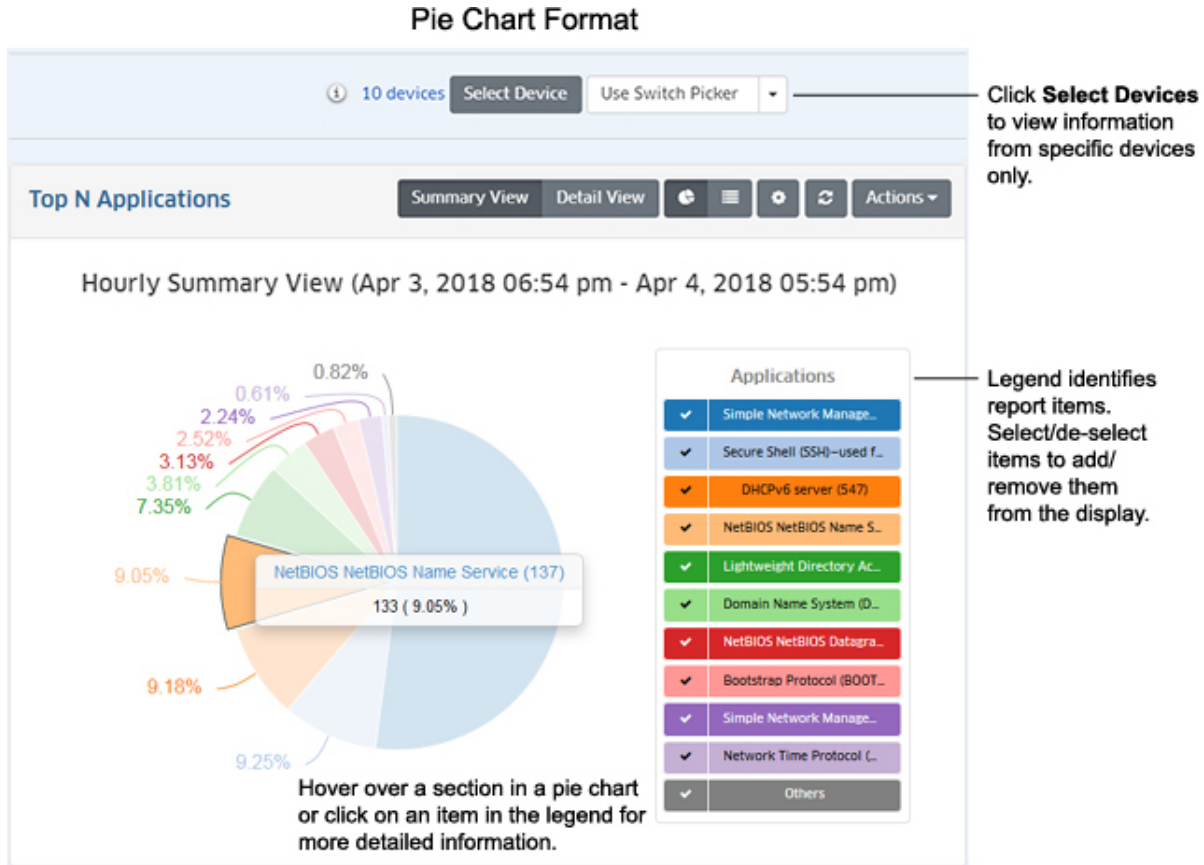 Pie Chart Format
10 devices Select Device Use Switch Picker
Click Select Devices
to view information
from specific devices
only.
Top N Applications Summary View Detail View Actions
Hourly Summary View (Apr 3, 2018 06:54 pm - Apr 4, 2018 05:54 pm)
0.82%
0.61%
2.24%
2.52%
3.13%
3.81%
7.35%
9.05%
9.18%
9.25%
NetBIOS NetBIOS Name Service (137)
133 ( 9.05% )
Hover over a section in a pie chart
or click on an item in the legend for
more detailed information.
Applications
Simple Network Manage...
Secure Shell (SSH)—used f...
DHCPv6 server (547)
NetBIOS NetBIOS Name S...
Lightweight Directory Ac...
Domain Name System (D...
NetBIOS NetBIOS Datagra...
Bootstrap Protocol (BOOT...
Simple Network Manage...
Network Time Protocol (...
Others
Legend identifies
report items.
Select/de-select
items to add/
remove them
from the display.